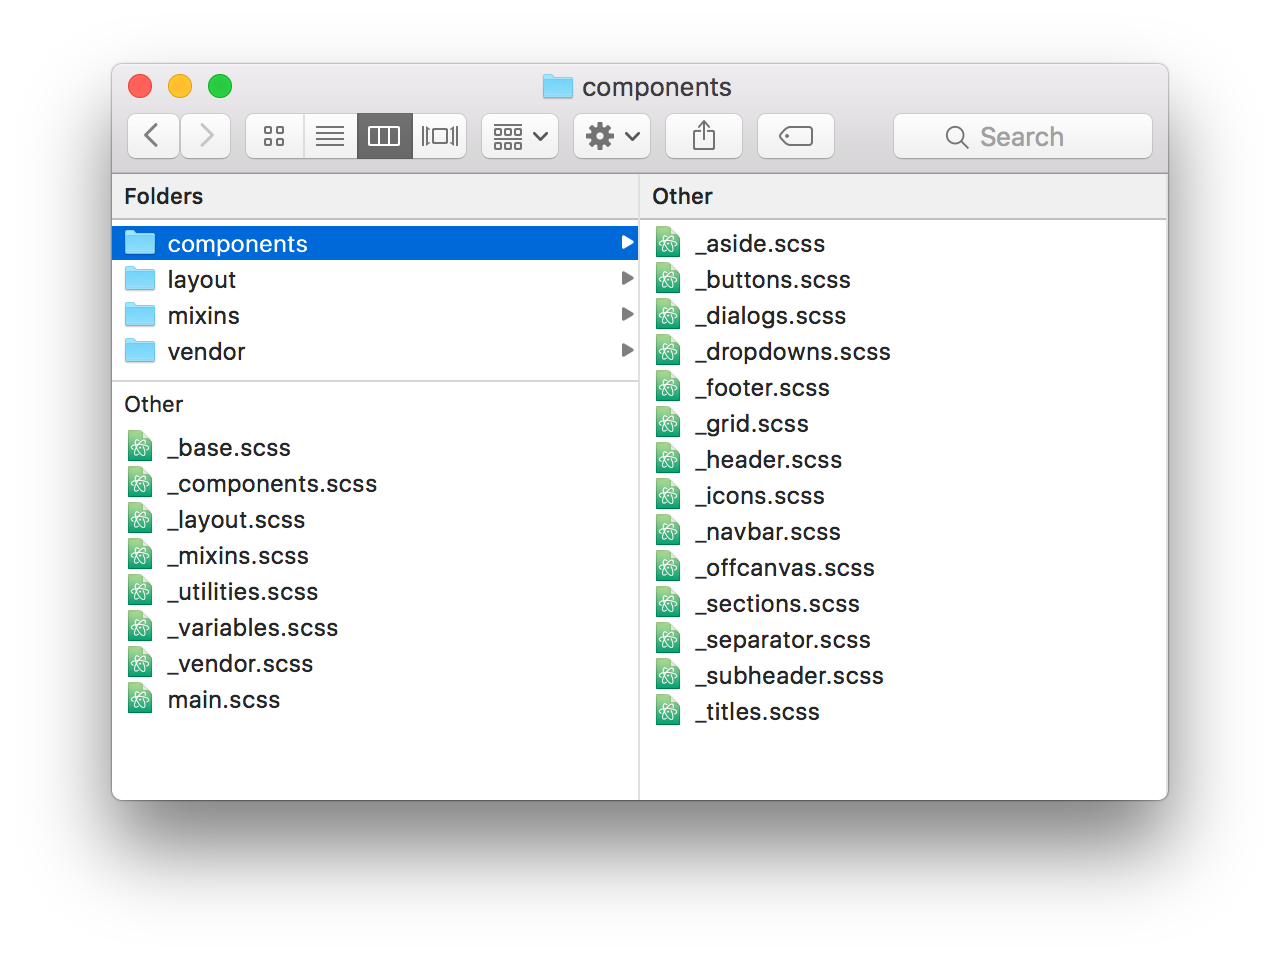 components
Search
Folders
components
layout
mixins
vendor
Other
_base.scss
_components.scss
_layout.scss
_mixins.scss
_utilities.scss
_variables.scss
_vendor.scss
main.scss
Other
_aside.scss
_buttons.scss
_dialogs.scss
_dropdowns.scss
_footer.scss
_grid.scss
_header.scss
_icons.scss
_navbar.scss
_offcanvas.scss
_sections.scss
_separator.scss
_subheader.scss
_titles.scss